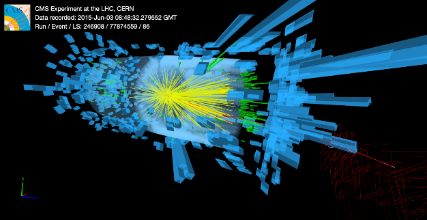 CMS Experiment at the LHC, CERN
Data recorded: 2015-Jun-03 08:48:32.279552 GMT
Run / Event / LS: 246908 / 77874559 / 86